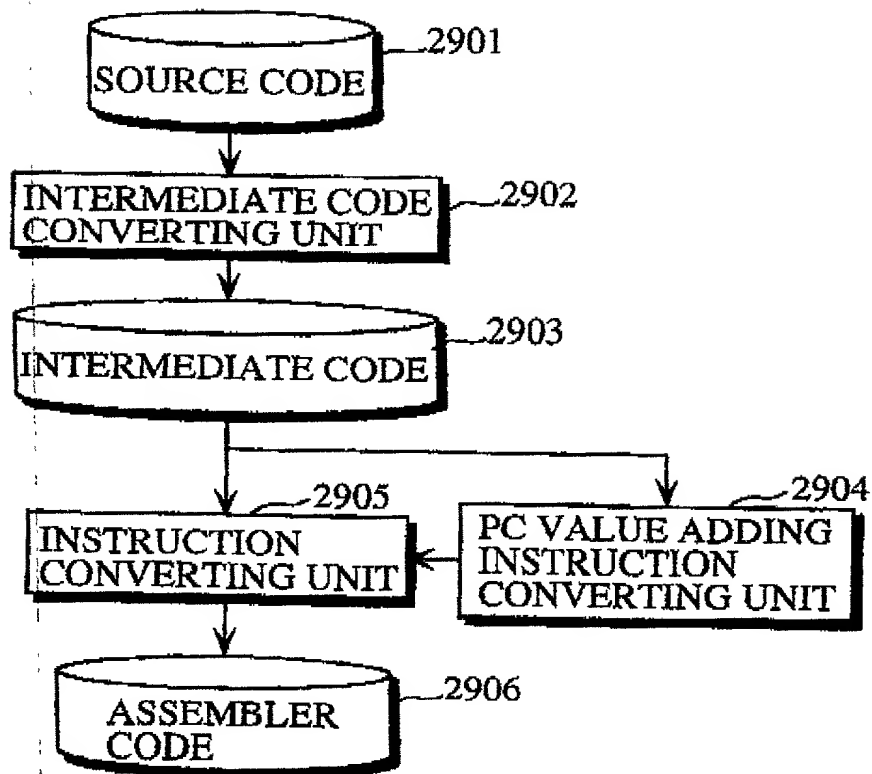 2901
SOURCE CODE
INTERMEDIATE CODE
CONVERTING UNIT
2902
2903
INTERMEDIATE CODE
2905
INSTRUCTION
CONVERTING UNIT
2904
PC VALUE ADDING
INSTRUCTION
CONVERTING UNIT
2906
ASSEMBLER
CODE